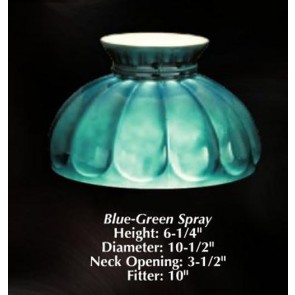 Blue-Green Spray
Height: 6-1/4"
Diameter: 10-1/2"
Neck Opening: 3-1/2"
Fitter: 10"